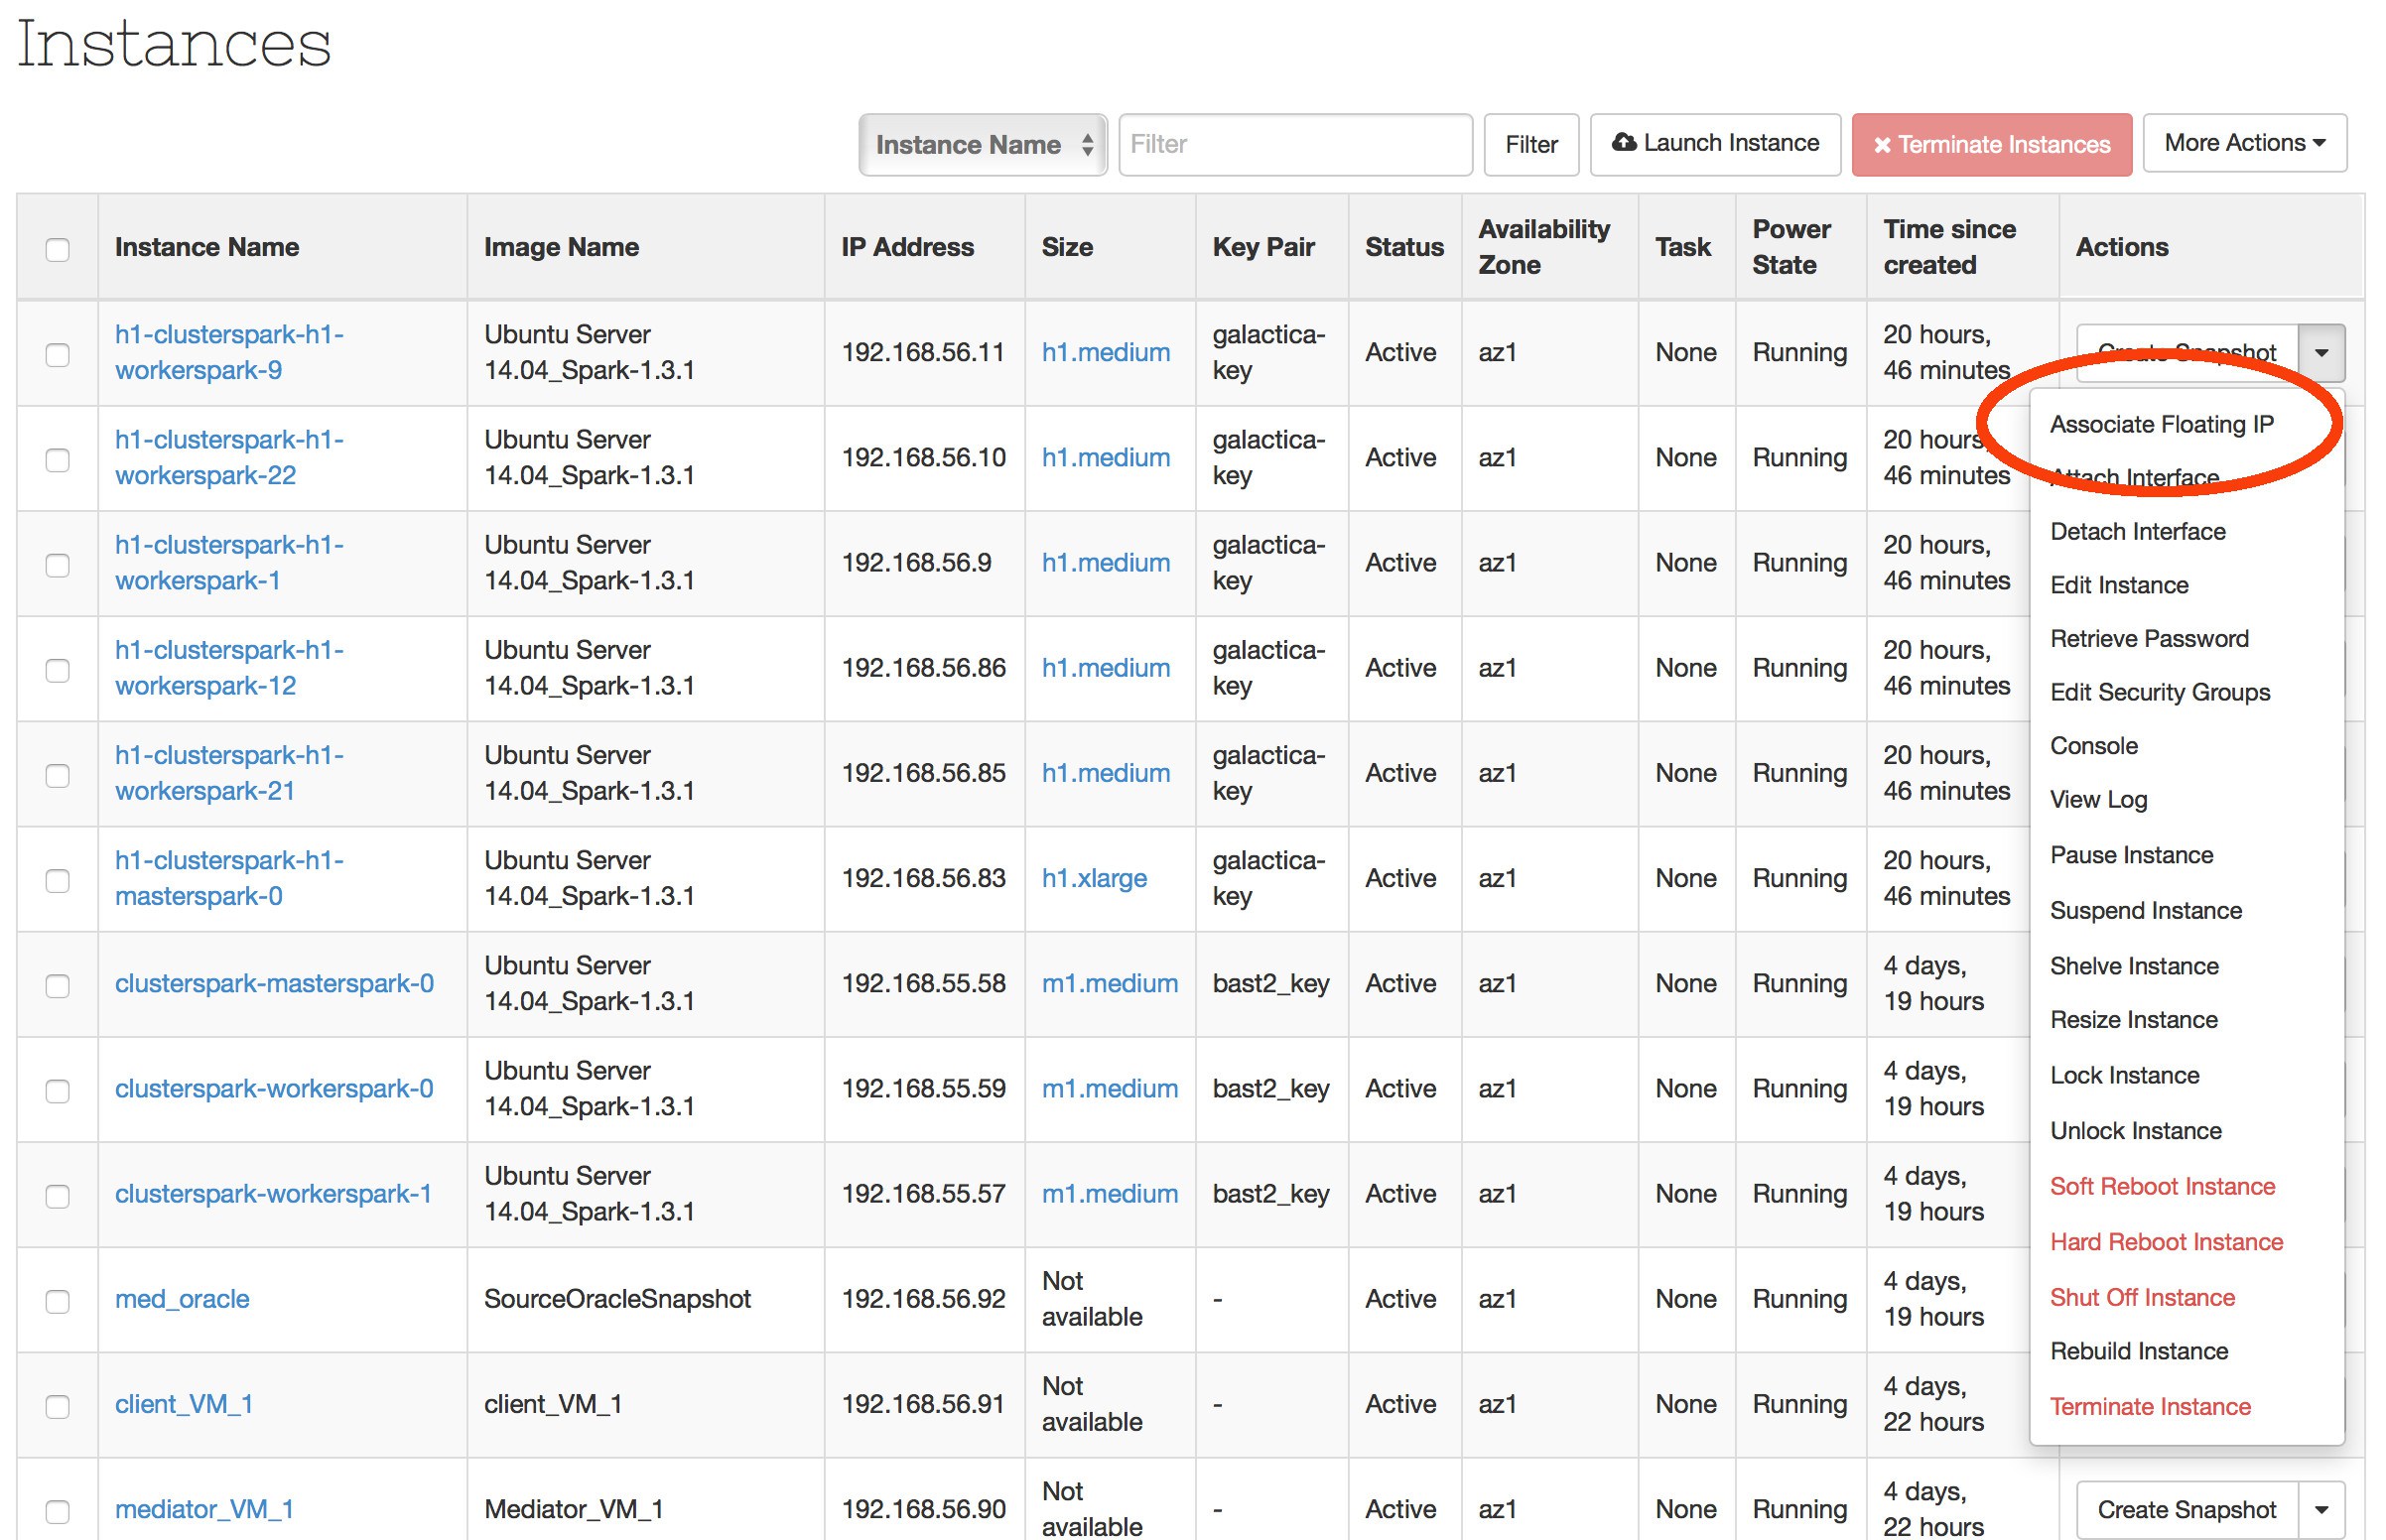 Instances
Instance Name Filter Filter Launch Instance Terminate Instances More Actions
Instance Name Image Name IP Address Size Key Pair Status Availability Zone Task Power State Time since created Actions
h1-clusterspark-h1-workerspark-9 Ubuntu Server 14.04_Spark-1.3.1 192.168.56.11 h1.medium galactica-key Active az1 None Running 20 hours, 46 minutes Create Snapshot
h1-clusterspark-h1-workerspark-22 Ubuntu Server 14.04_Spark-1.3.1 192.168.56.10 h1.medium galactica-key Active az1 None Running 20 hours, 46 minutes
h1-clusterspark-h1-workerspark-1 Ubuntu Server 14.04_Spark-1.3.1 192.168.56.9 h1.medium galactica-key Active az1 None Running 20 hours, 46 minutes
h1-clusterspark-h1-workerspark-12 Ubuntu Server 14.04_Spark-1.3.1 192.168.56.86 h1.medium galactica-key Active az1 None Running 20 hours, 46 minutes
h1-clusterspark-h1-workerspark-21 Ubuntu Server 14.04_Spark-1.3.1 192.168.56.85 h1.medium galactica-key Active az1 None Running 20 hours, 46 minutes
h1-clusterspark-h1-masterspark-0 Ubuntu Server 14.04_Spark-1.3.1 192.168.56.83 h1.xlarge galactica-key Active az1 None Running 20 hours, 46 minutes
clusterspark-masterspark-0 Ubuntu Server 14.04_Spark-1.3.1 192.168.55.58 m1.medium bast2_key Active az1 None Running 4 days, 19 hours
clusterspark-workerspark-0 Ubuntu Server 14.04_Spark-1.3.1 192.168.55.59 m1.medium bast2_key Active az1 None Running 4 days, 19 hours
clusterspark-workerspark-1 Ubuntu Server 14.04_Spark-1.3.1 192.168.55.57 m1.medium bast2_key Active az1 None Running 4 days, 19 hours
med_oracle SourceOracleSnapshot 192.168.56.92 Not available - Active az1 None Running 4 days, 19 hours
client_VM_1 client_VM_1 192.168.56.91 Not available - Active az1 None Running 4 days, 22 hours
mediator_VM_1 Mediator_VM_1 192.168.56.90 Not available - Active az1 None Running 4 days, 22 hours Create Snapshot
Associate Floating IP
Attach Interface
Detach Interface
Edit Instance
Retrieve Password
Edit Security Groups
Console
View Log
Pause Instance
Suspend Instance
Shelve Instance
Resize Instance
Lock Instance
Unlock Instance
Soft Reboot Instance
Hard Reboot Instance
Shut Off Instance
Rebuild Instance
Terminate Instance